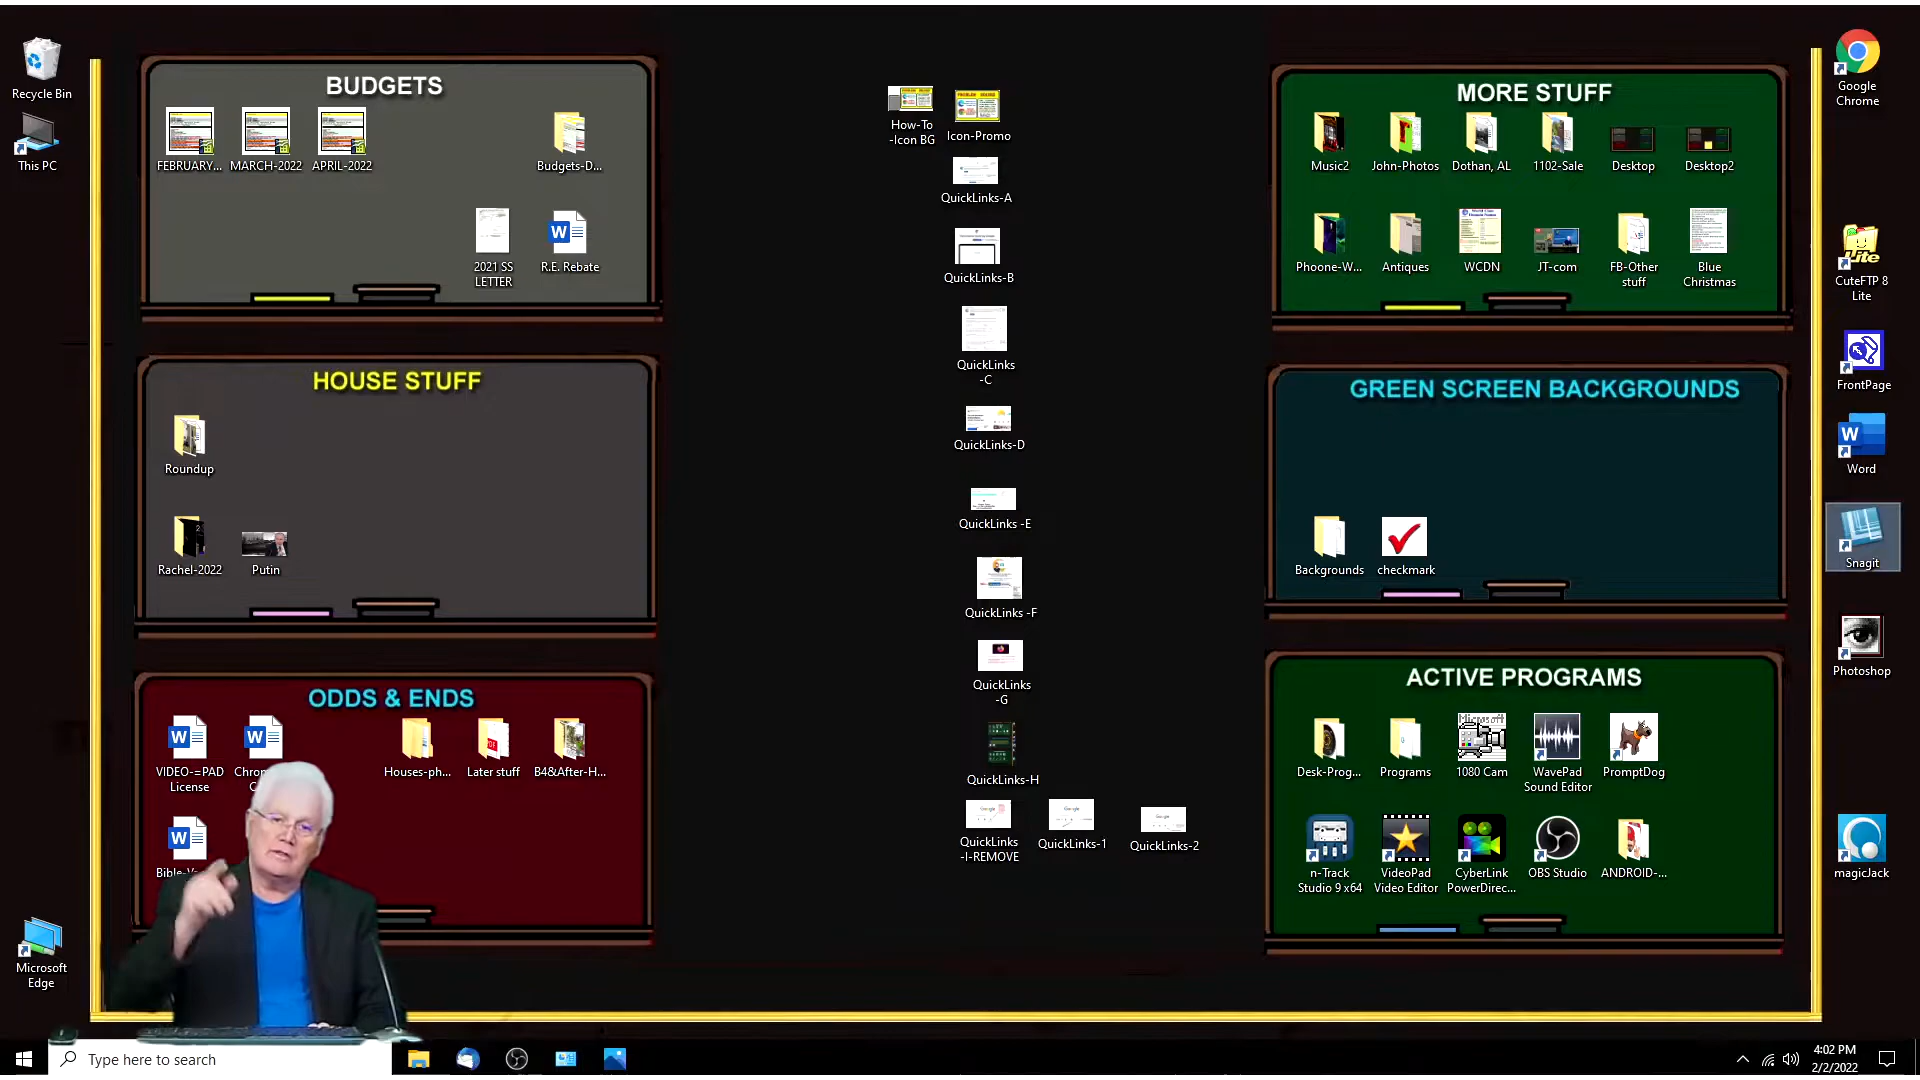 Recycle Bin
This PC
BUDGETS
FEBRUARY...
MARCH-2022
APRIL-2022
Budgets-D...
2021 SS
LETTER
R.E. Rebate
HOUSE STUFF
Roundup
Rachel-2022
Putin
ODDS & ENDS
VIDEO-=PAD
License
Houses-ph...
Later stuff
B4&After-H...
Microsoft
Edge
How-To
-Icon BG
Icon-Promo
QuickLinks-A
QuickLinks-B
QuickLinks
-C
QuickLinks-D
QuickLinks -E
QuickLinks -F
QuickLinks
-G
QuickLinks-H
QuickLinks
-I-REMOVE
QuickLinks-1
QuickLinks-2
MORE STUFF
Music2
John-Photos
Dothan, AL
1102-Sale
Desktop
Desktop2
Phoone-W...
Antiques
WCDN
JT-com
FB-Other
stuff
Blue
Christmas
GREEN SCREEN BACKGROUNDS
Backgrounds
checkmark
ACTIVE PROGRAMS
Desk-Prog...
Programs
Microsoft
1080 Cam
WavePad
Sound Editor
PromptDog
n-Track
Studio 9 x64
VideoPad
Video Editor
CyberLink
PowerDirec...
OBS Studio
ANDROID-...
Google
Chrome
Lite
CuteFTP 8
Lite
FrontPage
Word
Snagit
Photoshop
magicJack
Type here to search
4:02 PM
2/2/2022